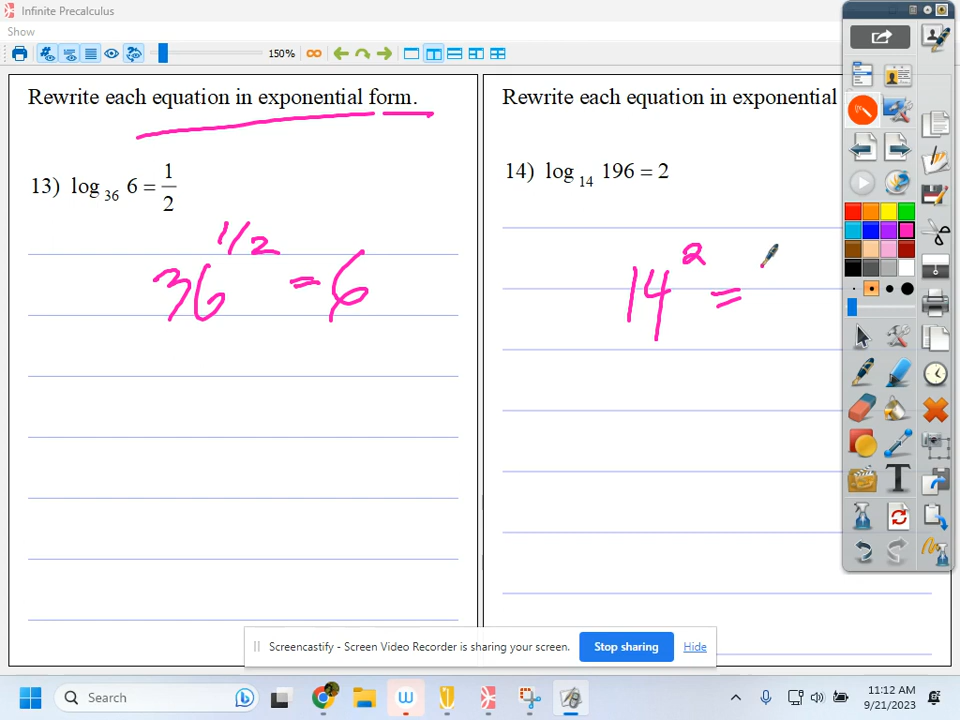 Infinite Precalculus
Show
150%
Rewrite each equation in exponential form.
13) log 36 6 = 1/2
36^1/2 = 6
Rewrite each equation in exponential
14) log 14 196 = 2
14^2 =
T
Screencastify - Screen Video Recorder is sharing your screen. Stop sharing Hide
Search
11:12 AM
9/21/2023